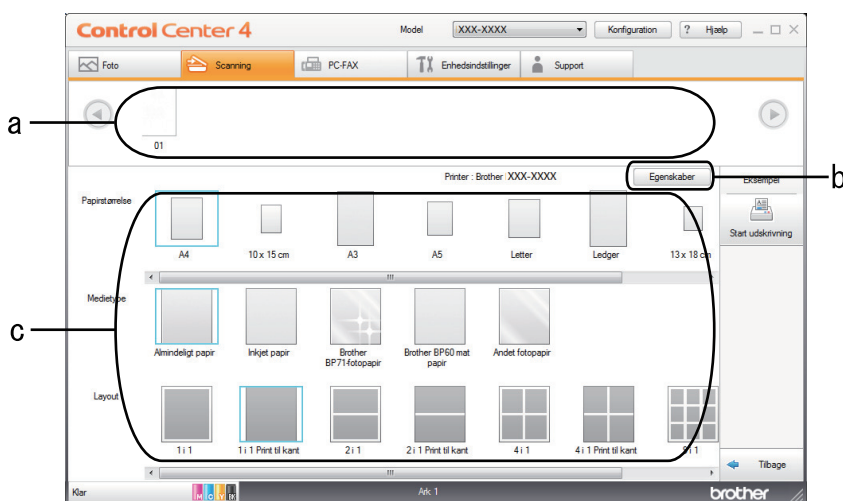 Control Center 4
Model XXX-XXXX Konfiguration ? Hjælp
Foto Scanning PC-FAX Enhedsindstillinger Support
a
01
Printer : Brother XXX-XXXX Egenskaber Eksempel
b
Papirstørrelse
Start udskrivning
A4 10 x 15 cm A3 A5 Letter Ledger 13 x 18 cm
Medietype
c
Almindeligt papir Inkjet papir Brother BP71-fotopapir Brother BP60 mat papir Andet fotopapir
Layout
1 i 1 1 i 1 Print til kant 2 i 1 2 i 1 Print til kant 4 i 1 4 i 1 Print til kant
Tilbage
Klar M C Y BK Ark 1 brother